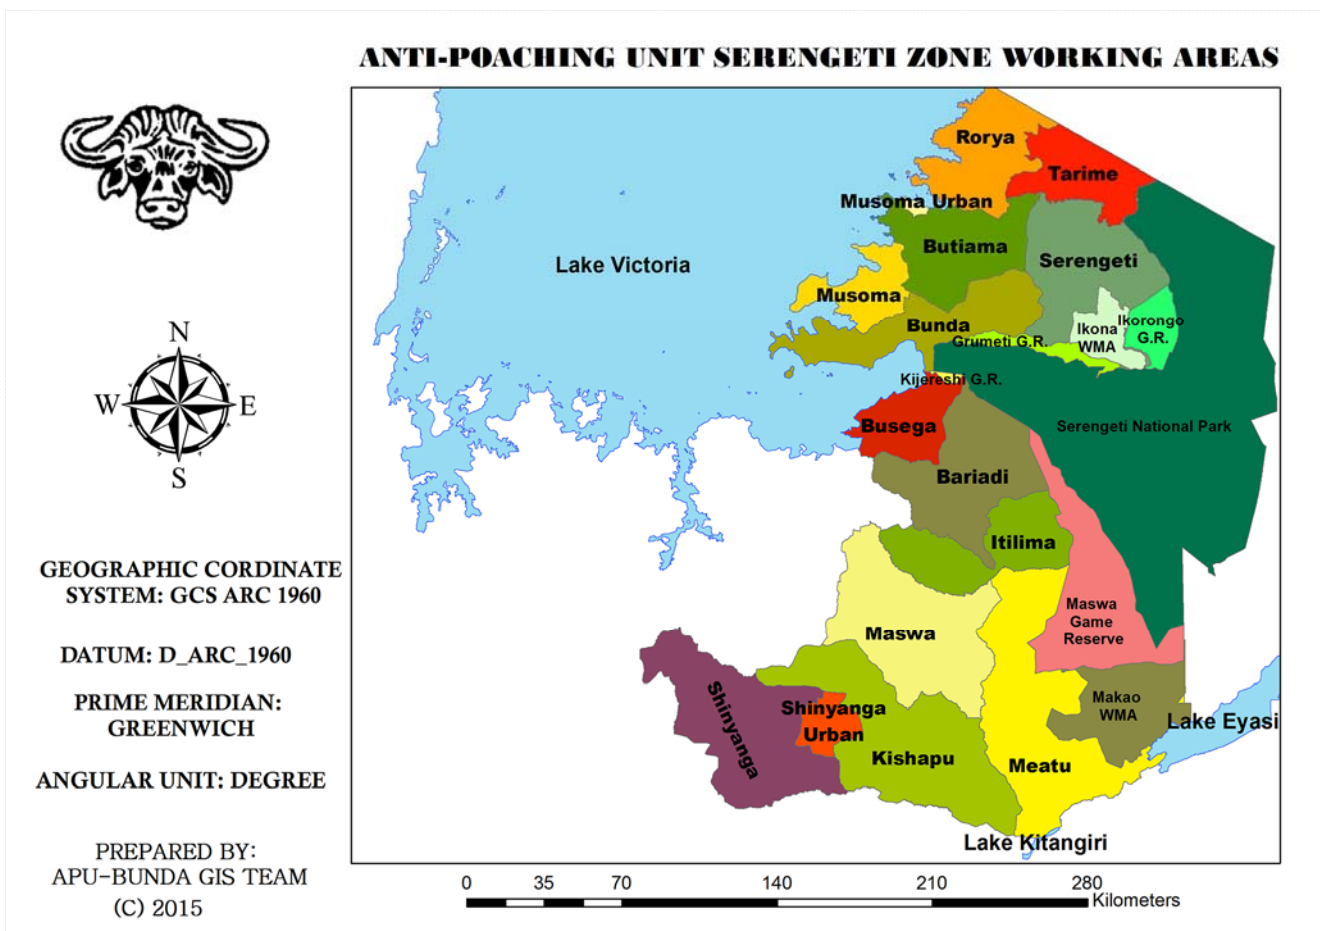 ANTI-POACHING UNIT SERENGETI ZONE WORKING AREAS
Rorya
Tarime
Musoma Urban
Butiama
Serengeti
Lake Victoria
Musoma
Bunda
Ikona
WMA
Ikorongo
G.R.
Grumeti G.R.
Kijereshi G.R.
Busega
Serengeti National Park
Bariadi
Itilima
Maswa
Game
Reserve
Maswa
Shinyanga
Shinyanga
Urban
Makao
WMA
Lake Eyasi
Kishapu
Meatu
Lake Kitangiri
N
W
E
S
GEOGRAPHIC CORDINATE
SYSTEM: GCS ARC 1960
DATUM: D_ARC_1960
PRIME MERIDIAN:
GREENWICH
ANGULAR UNIT: DEGREE
PREPARED BY:
APU-BUNDA GIS TEAM
(C) 2015
0 35 70 140 210 280
Kilometers